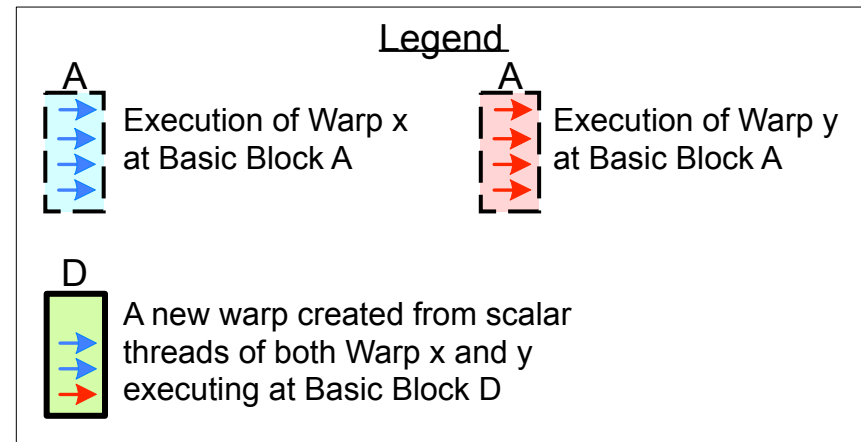 Legend
A
Execution of Warp x
at Basic Block A
A
Execution of Warp y
at Basic Block A
D
A new warp created from scalar
threads of both Warp x and y
executing at Basic Block D